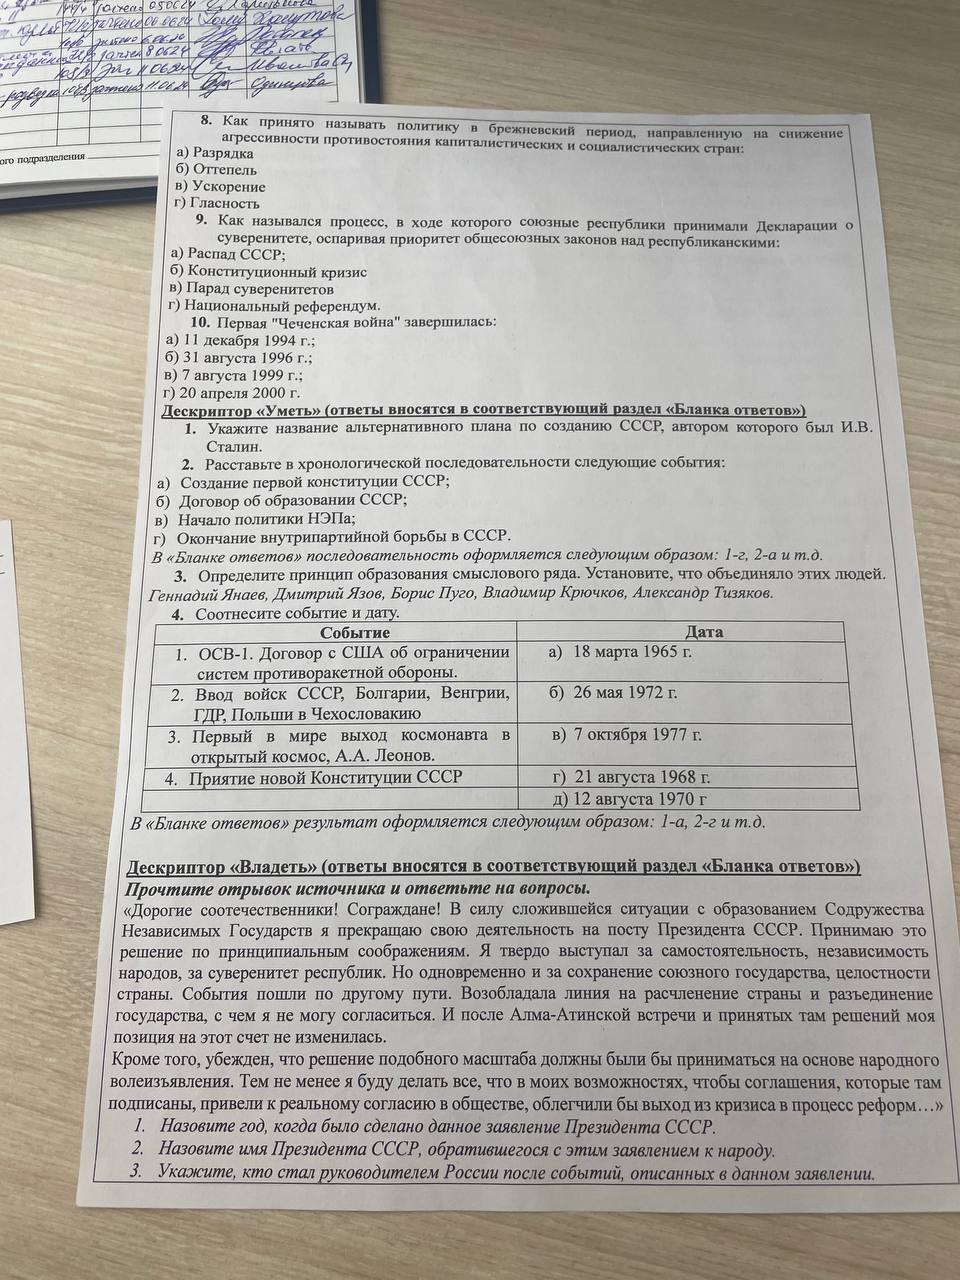 ого подразделения
8. Как принято называть политику в брежневский период, направленную на снижение
агрессивности противостояния капиталистических и социалистических стран:
а) Разрядка
б) Оттепель
в) Ускорение
г) Гласность
9. Как назывался процесс, в ходе которого союзные республики принимали Декларации о
суверенитете, оспаривая приоритет общесоюзных законов над республиканскими:
а) Распад СССР;
б) Конституционный кризис
в) Парад суверенитетов
г) Национальный референдум.
10. Первая "Чеченская война" завершилась:
а) 11 декабря 1994 г.;
б) 31 августа 1996 г.;
в) 7 августа 1999 г.;
г) 20 апреля 2000 г.
Дескриптор «Уметь» (ответы вносятся в соответствующий раздел «Бланка ответов»)
1. Укажите название альтернативного плана по созданию СССР, автором которого был И.В.
Сталин.
2. Расставьте в хронологической последовательности следующие события:
а) Создание первой конституции СССР;
б) Договор об образовании СССР;
в) Начало политики НЭПа;
г) Окончание внутрипартийной борьбы в СССР.
В «Бланке ответов» последовательность оформляется следующим образом: 1-г, 2-а и т.д.
3. Определите принцип образования смыслового ряда. Установите, что объединяло этих людей.
Геннадий Янаев, Дмитрий Язов, Борис Пуго, Владимир Крючков, Александр Тизяков.
4. Соотнесите событие и дату.
Событие Дата
1. ОСВ-1. Договор с США об ограничении а) 18 марта 1965 г.
систем противоракетной обороны.
2. Ввод войск СССР, Болгарии, Венгрии, б) 26 мая 1972 г.
ГДР, Польши в Чехословакию
3. Первый в мире выход космонавта в в) 7 октября 1977 г.
открытый космос, А.А. Леонов.
4. Приятие новой Конституции СССР г) 21 августа 1968 г.
д) 12 августа 1970 г
В «Бланке ответов» результат оформляется следующим образом: 1-а, 2-г и т.д.
Дескриптор «Владеть» (ответы вносятся в соответствующий раздел «Бланка ответов»)
Прочтите отрывок источника и ответьте на вопросы.
«Дорогие соотечественники! Сограждане! В силу сложившейся ситуации с образованием Содружества
Независимых Государств я прекращаю свою деятельность на посту Президента СССР. Принимаю это
решение по принципиальным соображениям. Я твердо выступал за самостоятельность, независимость
народов, за суверенитет республик. Но одновременно и за сохранение союзного государства, целостности
страны. События пошли по другому пути. Возобладала линия на расчленение страны и разъединение
государства, с чем я не могу согласиться. И после Алма-Атинской встречи и принятых там решений моя
позиция на этот счет не изменилась.
Кроме того, убежден, что решение подобного масштаба должны были бы приниматься на основе народного
волеизъявления. Тем не менее я буду делать все, что в моих возможностях, чтобы соглашения, которые там
подписаны, привели к реальному согласию в обществе, облегчили бы выход из кризиса в процесс реформ…»
1. Назовите год, когда было сделано данное заявление Президента СССР.
2. Назовите имя Президента СССР, обратившегося с этим заявлением к народу.
3. Укажите, кто стал руководителем России после событий, описанных в данном заявлении.